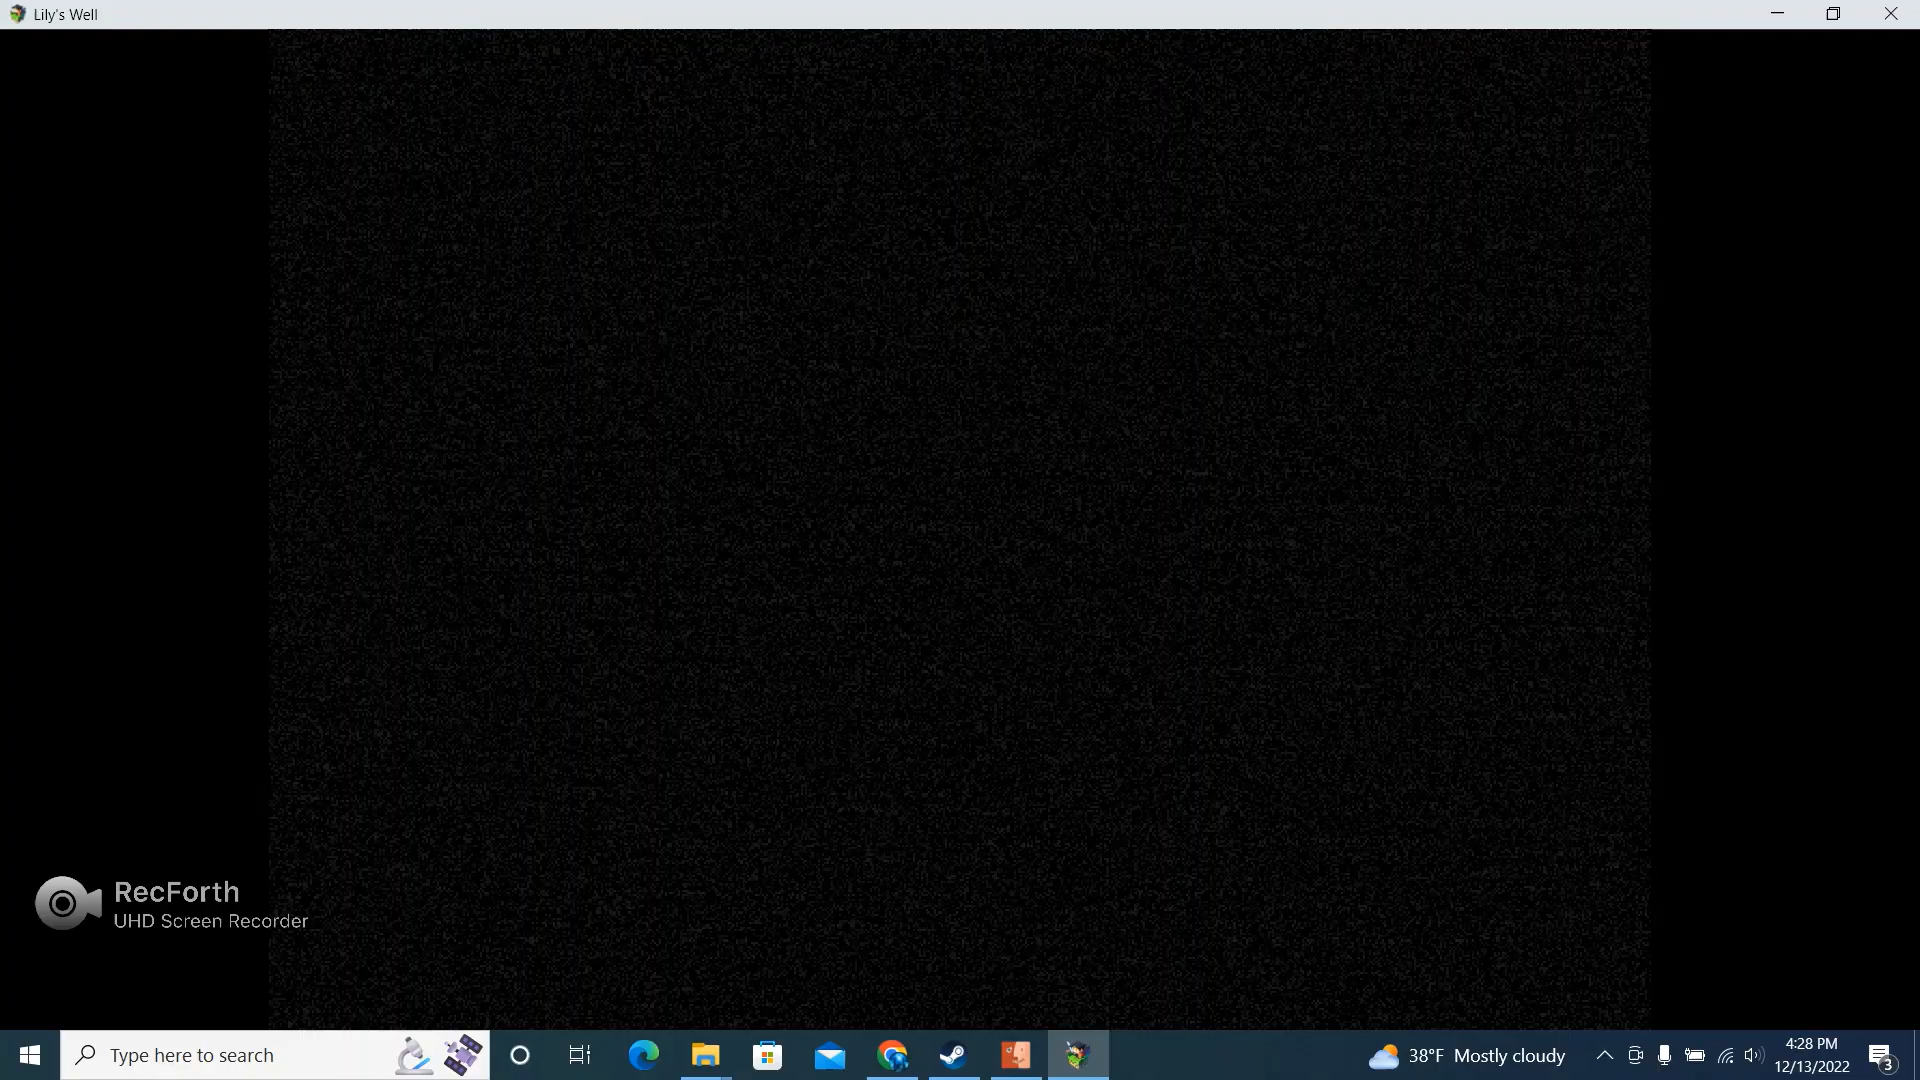 Lily's Well
RecForth
UHD Screen Recorder
Type here to search
38°F Mostly cloudy
4:28 PM
12/13/2022
3